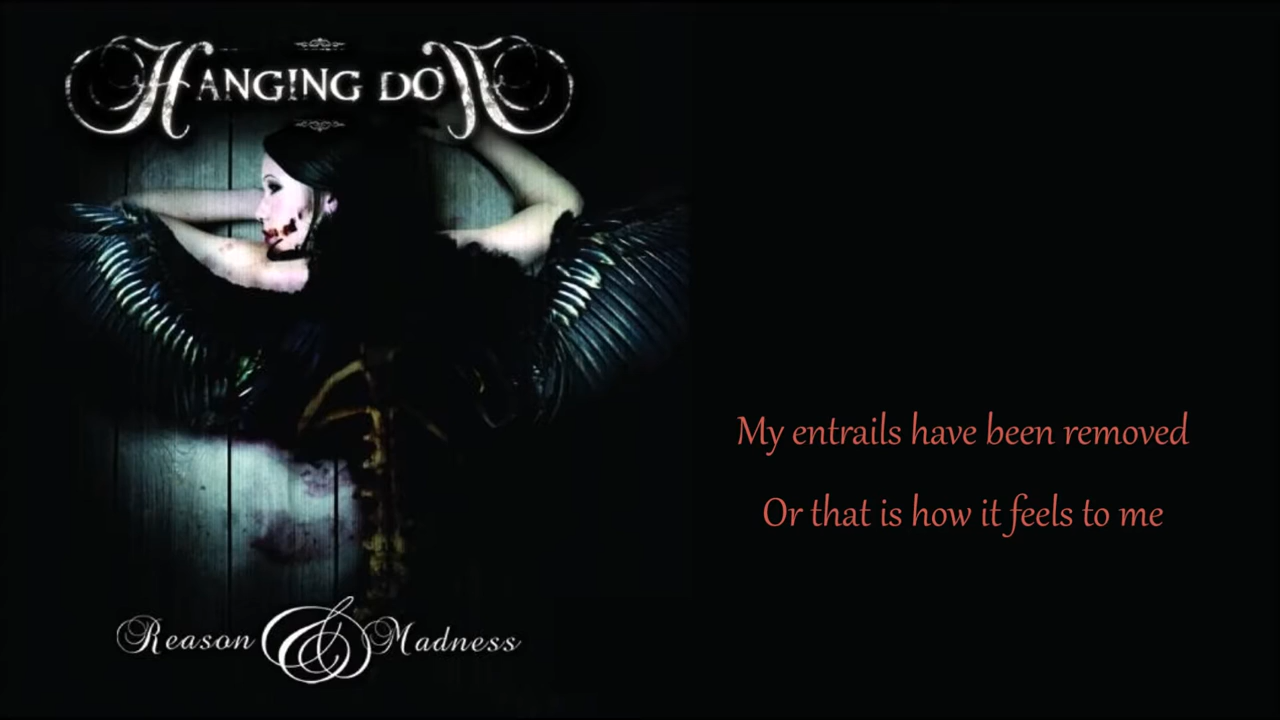 HANGING DOLL
Reason & Madness
My entrails have been removed
Or that is how it feels to me